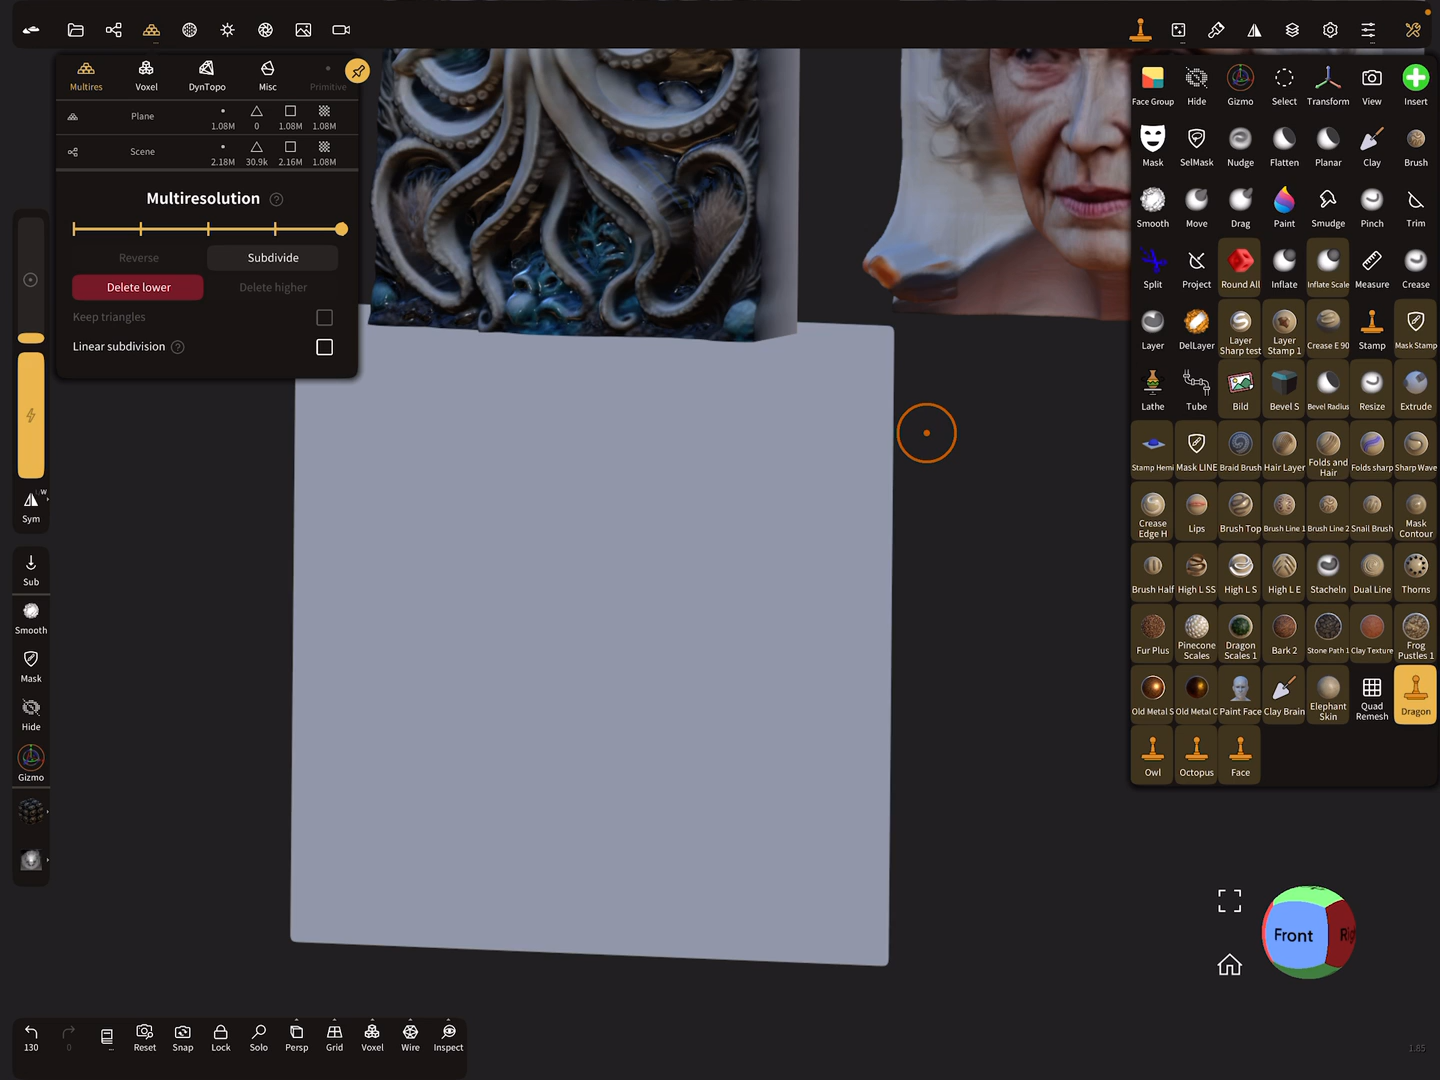 Multires
Voxel
DynTopo
Misc
Primitive
Plane
1.08M
0
1.08M
1.08M
Scene
2.18M
30.9k
2.16M
1.08M
Multiresolution ?
Reverse
Subdivide
Delete lower
Delete higher
Keep triangles
Linear subdivision ?
W
Sym
Sub
Smooth
Mask
Hide
Gizmo
Face Group
Hide
Gizmo
Select
Transform
View
Insert
Mask
SelMask
Nudge
Flatten
Planar
Clay
Brush
Smooth
Move
Drag
Paint
Smudge
Pinch
Trim
Split
Project
Round All
Inflate
Inflate Scale
Measure
Crease
Layer
DelLayer
Layer
Sharp test
Layer
Stamp 1
Crease E 90
Stamp
Mask Stamp
Lathe
Tube
Bild
Bevel S
Bevel Radius
Resize
Extrude
Stamp Hemi
Mask LINE
Braid Brush
Hair Layer
Folds and
Hair
Folds sharp
Sharp Wave
Crease
Edge H
Lips
Brush Top
Brush Line 1
Brush Line 2
Snail Brush
Mask
Contour
Brush Half
High L SS
High L S
High L E
Stacheln
Dual Line
Thorns
Fur Plus
Pinecone
Scales
Dragon
Scales 1
Bark 2
Stone Path 1
Clay Texture
Frog
Pustles 1
Old Metal S
Old Metal C
Paint Face
Clay Brain
Elephant
Skin
Quad
Remesh
Dragon
Owl
Octopus
Face
Front
130
0
Reset
Snap
Lock
Solo
Persp
Grid
Voxel
Wire
Inspect
1.85